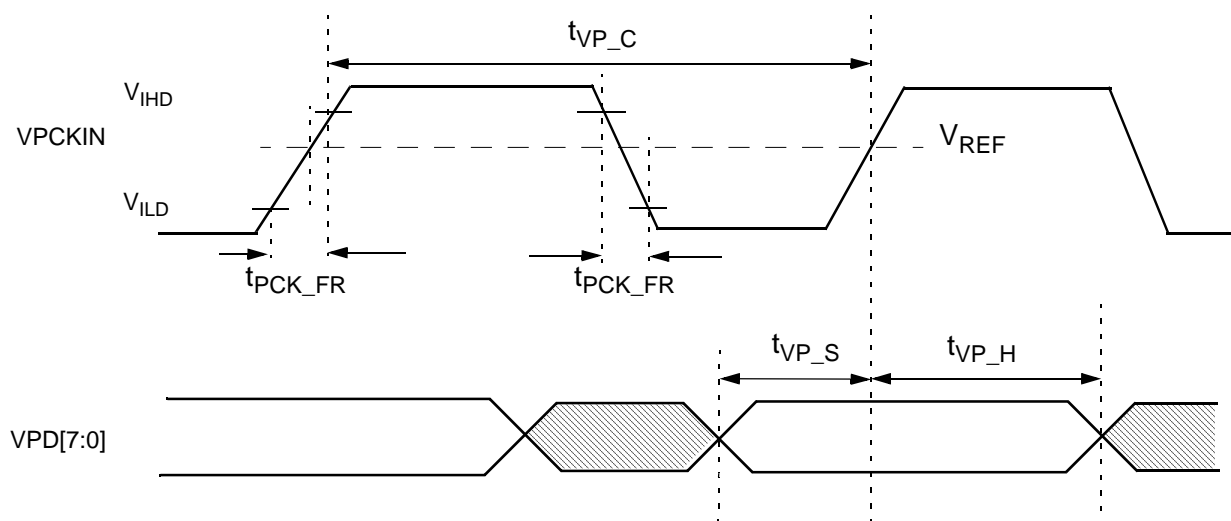 tVP_C
VIHD
VPCKIN
VREF
VILD
tPCK_FR
tPCK_FR
tVP_S
tVP_H
VPD[7:0]